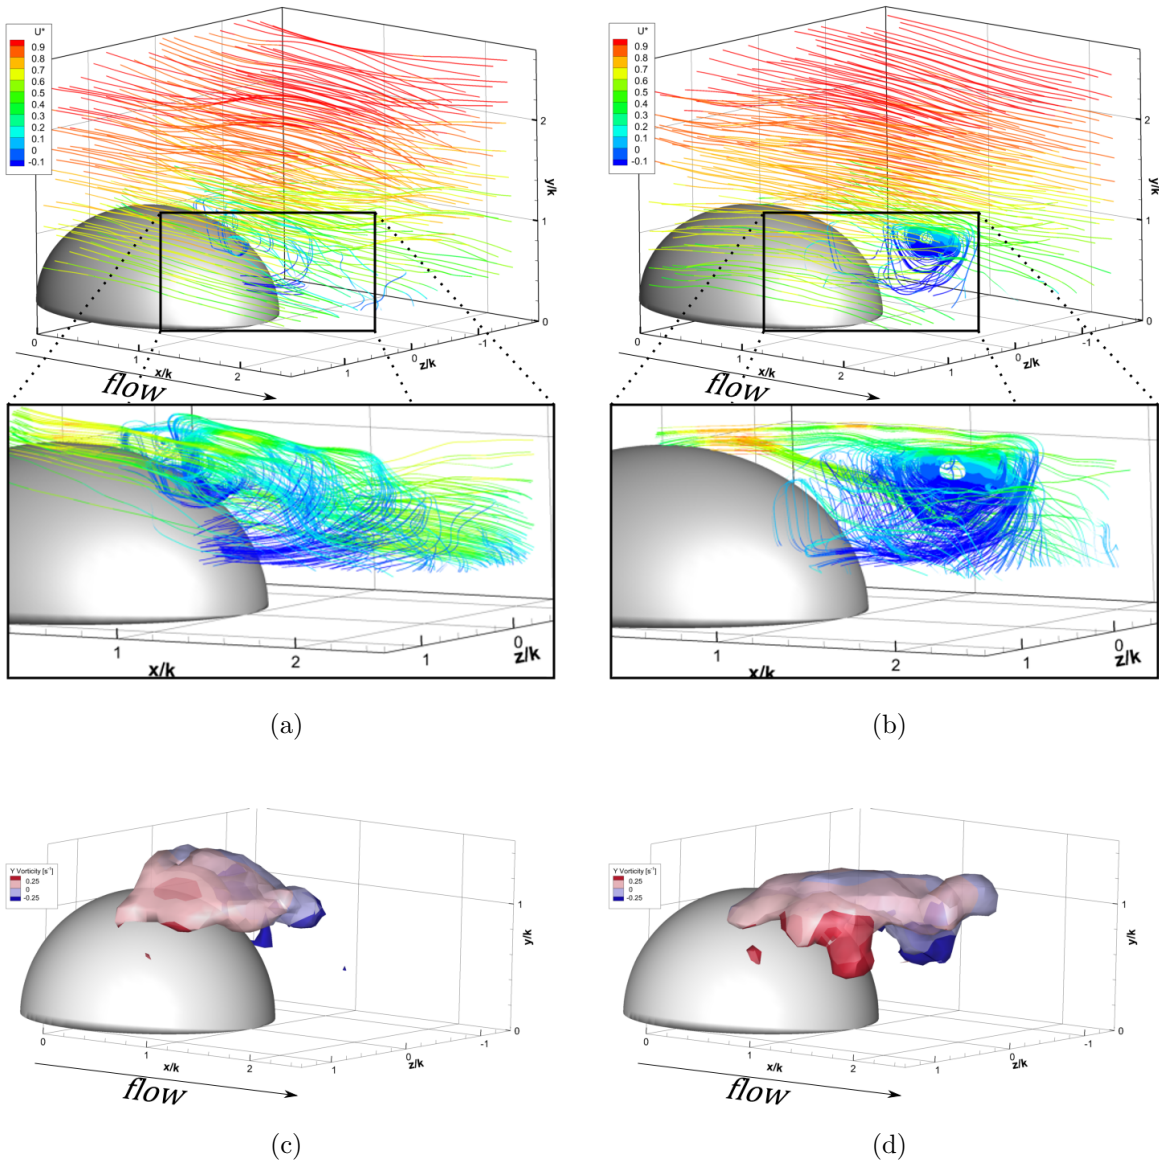 U*
0.9
0.8
0.7
0.6
0.5
0.4
0.3
0.2
0.1
0
-0.1
2
1
0
y/k
0
1
2
x/k
1
0
-1
z/k
flow
1
2
x/k
1
0
z/k
(a)
U*
0.9
0.8
0.7
0.6
0.5
0.4
0.3
0.2
0.1
0
-0.1
2
1
0
y/k
0
1
2
x/k
1
0
-1
z/k
flow
1
2
x/k
1
0
z/k
(b)
Y Vorticity [s⁻¹]
0.25
0
-0.25
1
0
y/k
0
1
2
x/k
1
0
-1
z/k
flow
(c)
Y Vorticity [s⁻¹]
0.25
0
-0.25
1
0
y/k
0
1
2
x/k
1
0
-1
z/k
flow
(d)